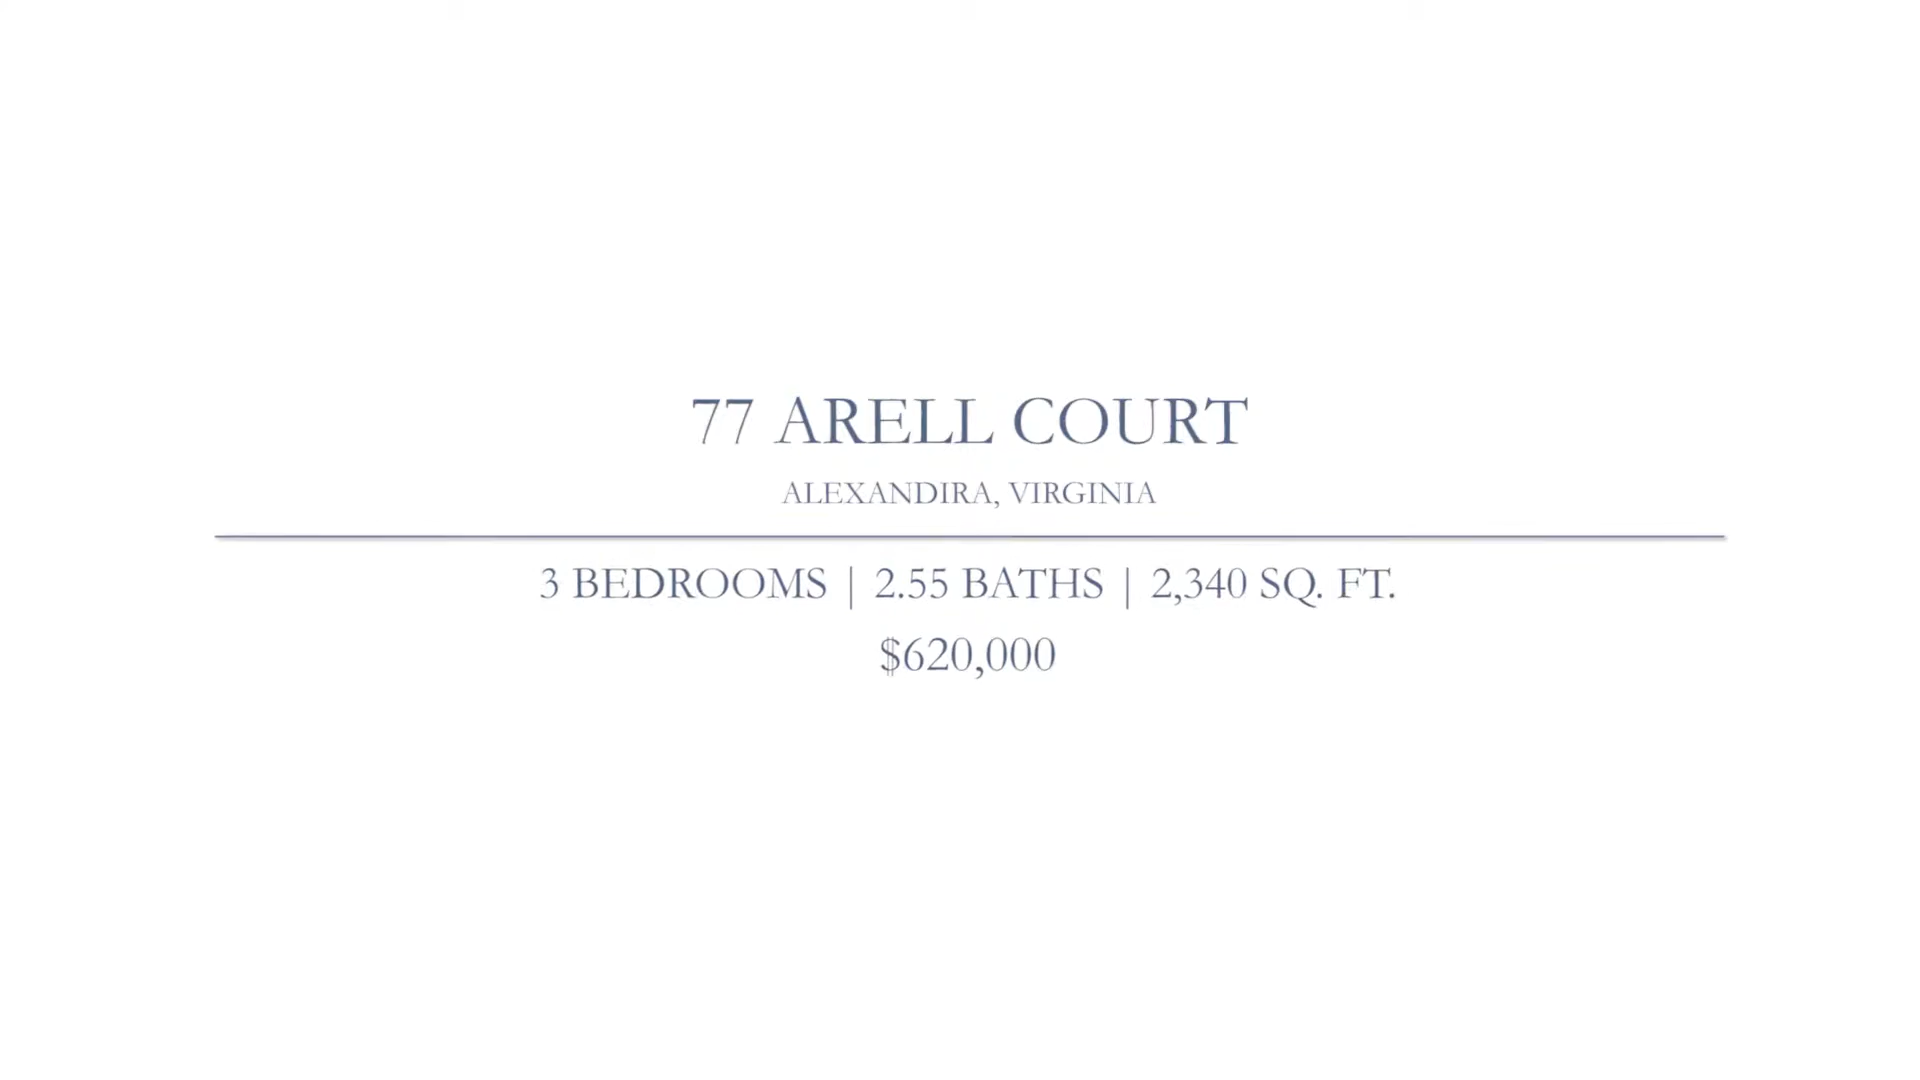 77 ARELL COURT
ALEXANDIRA, VIRGINIA
3 BEDROOMS | 2.55 BATHS | 2,340 SQ. FT.
$620,000